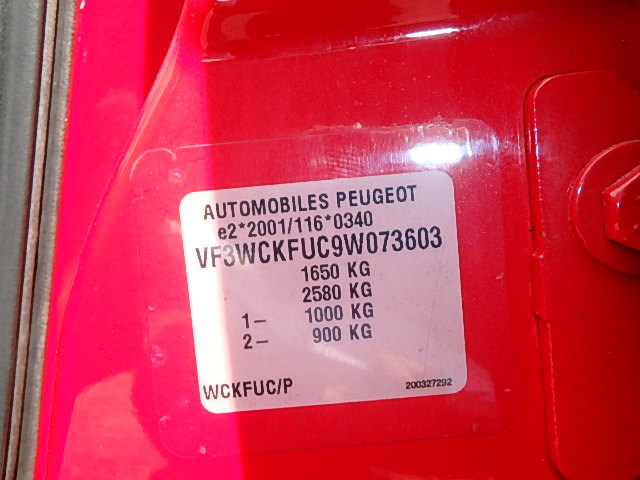 AUTOMOBILES PEUGEOT
e2*2001/116*0340
VF3WCKFUC9W073603
1650 KG
2580 KG
1- 1000 KG
2- 900 KG
WCKFUC/P 200327292